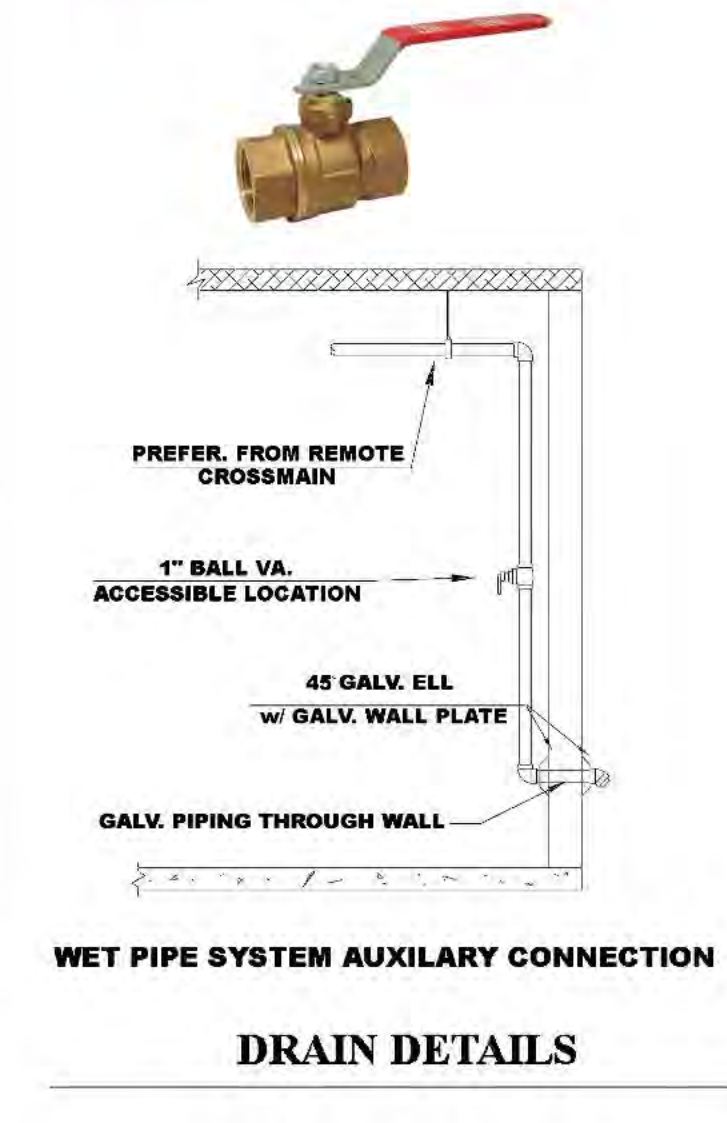 PREFER. FROM REMOTE
CROSSMAIN
1" BALL VA.
ACCESSIBLE LOCATION
45 GALV. ELL
w/ GALV. WALL PLATE
GALV. PIPING THROUGH WALL
WET PIPE SYSTEM AUXILARY CONNECTION
DRAIN DETAILS